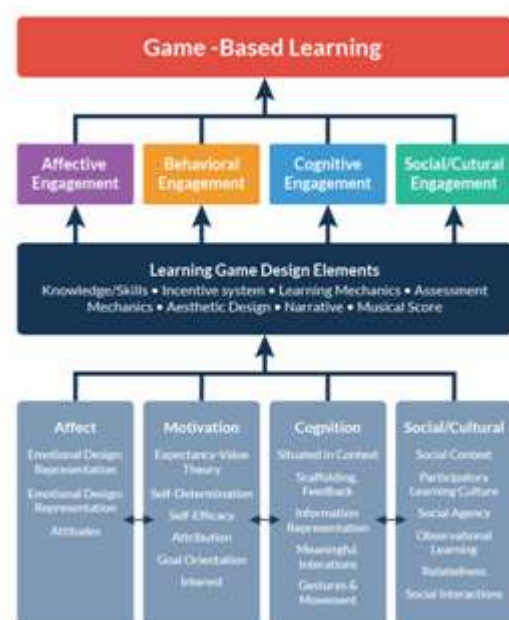 Game -Based Learning
Affective
Engagement
Behavioral
Engagement
Cognitive
Engagement
Social/Cutural
Engagement
Learning Game Design Elements
Knowledge/Skills • Incentive system • Learning Mechanics • Assessment
Mechanics • Aesthetic Design • Narrative • Musical Score
Affect
Emotional Design
Representation
Emotional Design
Representation
Attitudes
Motivation
Expectancy-Value
Theory
Self-Determination
Self-Efficacy
Attribution
Goal Orientation
Interest
Cognition
Situated in Context
Scaffolding,
Feedback
Information
Representation
Meaningful
Interations
Gestures &
Movement
Social/Cultural
Social Context
Participatory
Learning Culture
Social Agency
Observational
Learning
Relatedness
Social Interactions